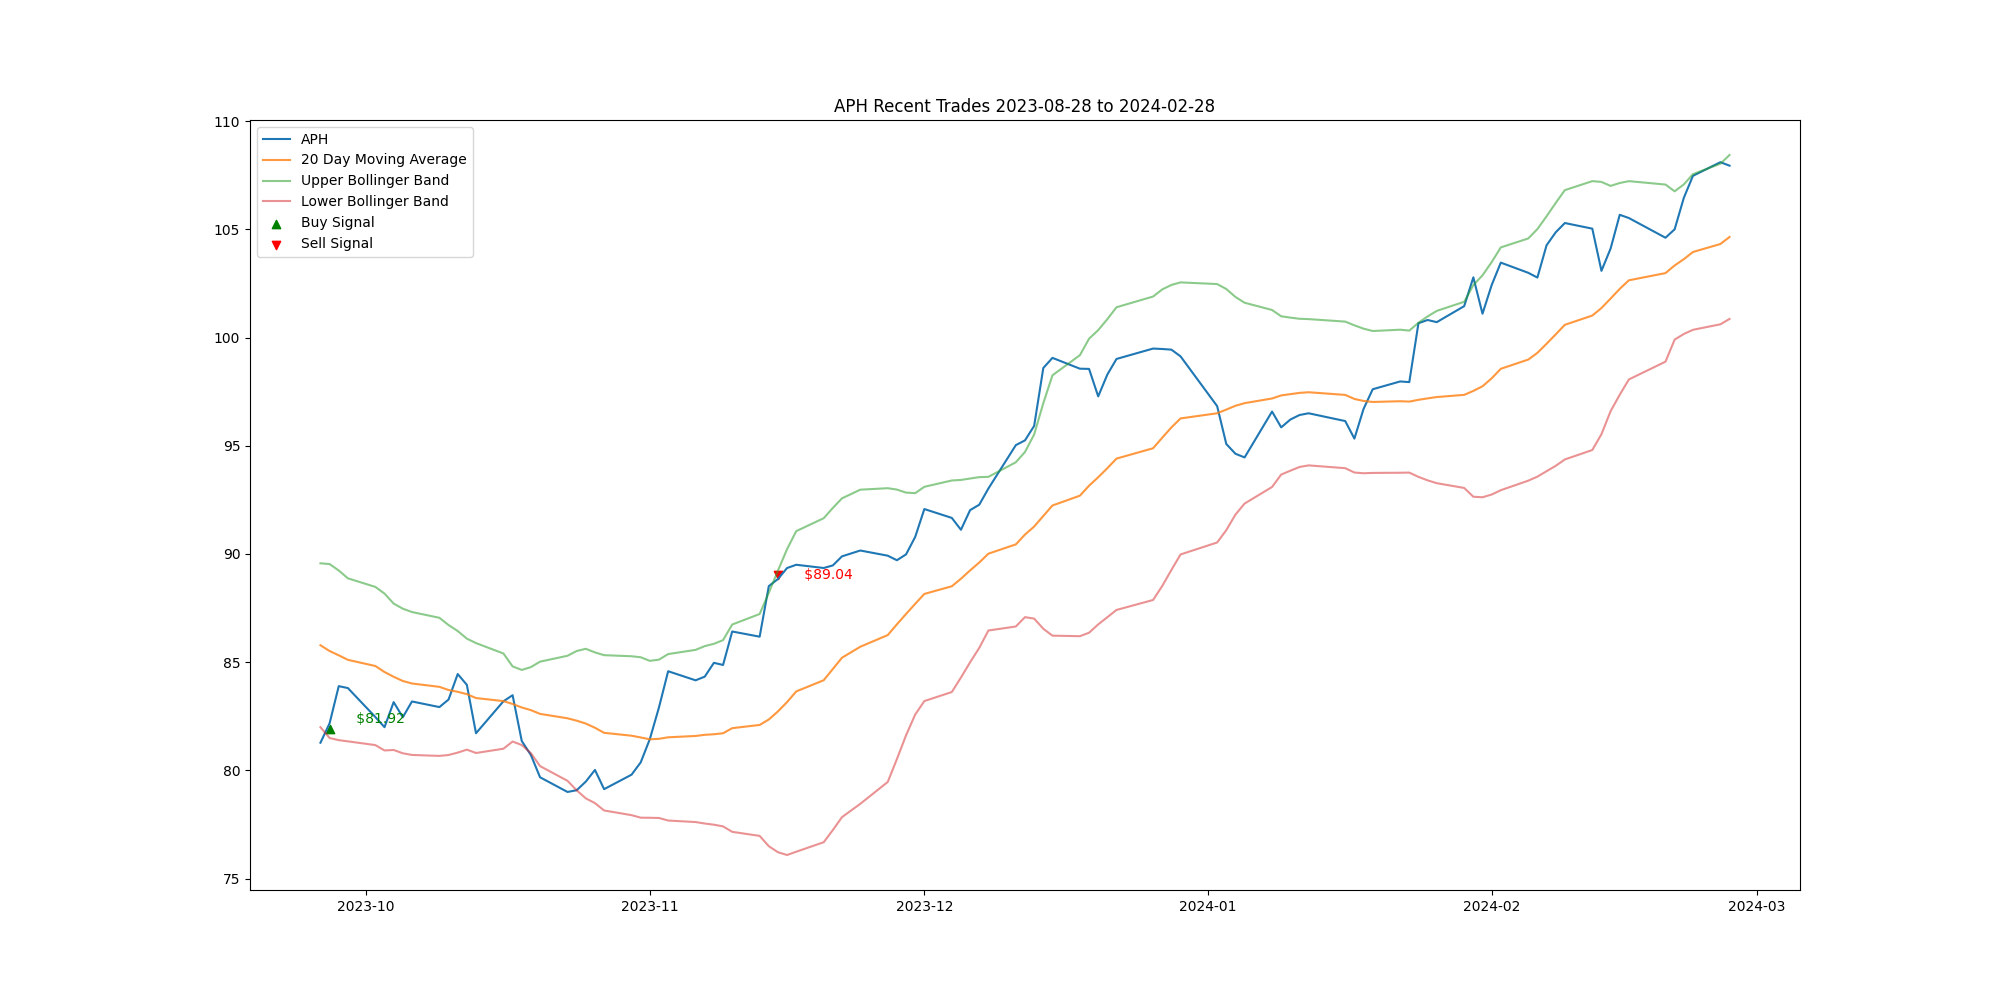 APH Recent Trades 2023-08-28 to 2024-02-28
110
105
100
95
90
85
80
75
APH
20 Day Moving Average
Upper Bollinger Band
Lower Bollinger Band
Buy Signal
Sell Signal
$89.04
$81.92
2023-10 2023-11 2023-12 2024-01 2024-02 2024-03